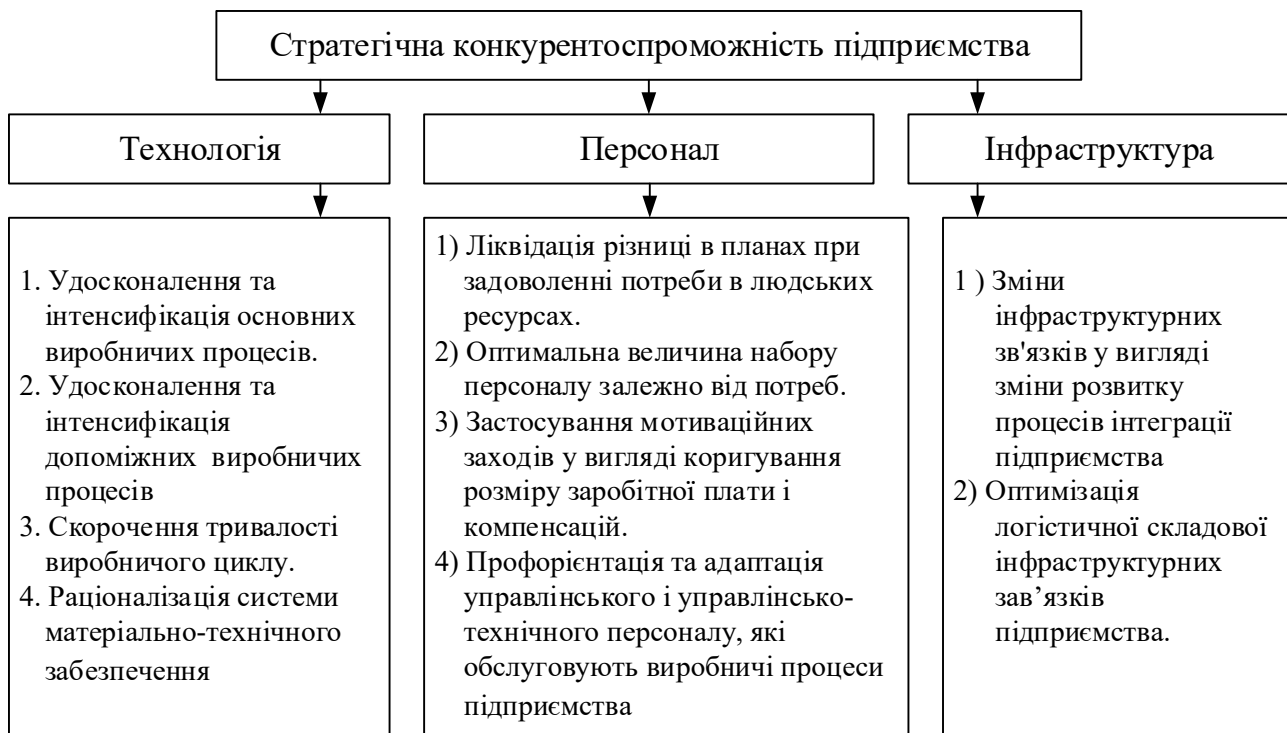 Стратегічна конкурентоспроможність підприємства
Технологія
Персонал
Інфраструктура
1. Удосконалення та
інтенсифікація основних
виробничих процесів.
2. Удосконалення та
інтенсифікація
допоміжних виробничих
процесів
3. Скорочення тривалості
виробничого циклу.
4. Раціоналізація системи
матеріально-технічного
забезпечення
1) Ліквідація різниці в планах при
задоволенні потреби в людських
ресурсах.
2) Оптимальна величина набору
персоналу залежно від потреб.
3) Застосування мотиваційних
заходів у вигляді коригування
розміру заробітної плати і
компенсацій.
4) Профорієнтація та адаптація
управлінського і управлінсько-
технічного персоналу, які
обслуговують виробничі процеси
підприємства
1 ) Зміни
інфраструктурних
зв'язків у вигляді
зміни розвитку
процесів інтеграції
підприємства
2) Оптимізація
логістичної складової
інфраструктурних
зав’язків
підприємства.